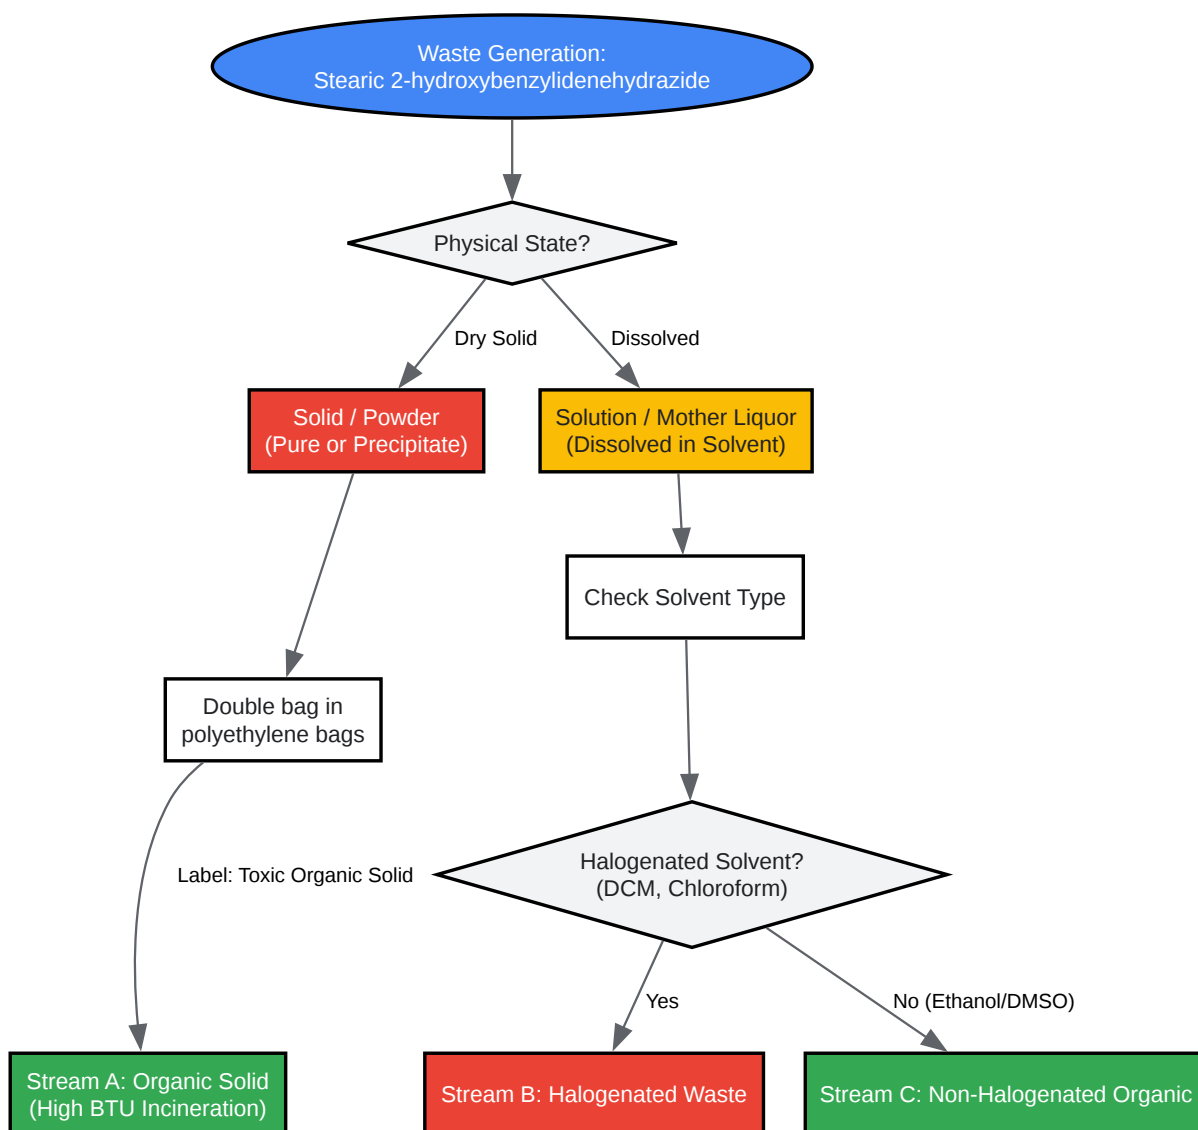 Waste Generation:
Stearic 2-hydroxybenzylidenehydrazide
Physical State?
Dry Solid
Dissolved
Solid / Powder
(Pure or Precipitate)
Solution / Mother Liquor
(Dissolved in Solvent)
Check Solvent Type
Double bag in
polyethylene bags
Label: Toxic Organic Solid
Halogenated Solvent?
(DCM, Chloroform)
Yes
No (Ethanol/DMSO)
Stream A: Organic Solid
(High BTU Incineration)
Stream B: Halogenated Waste
Stream C: Non-Halogenated Organic